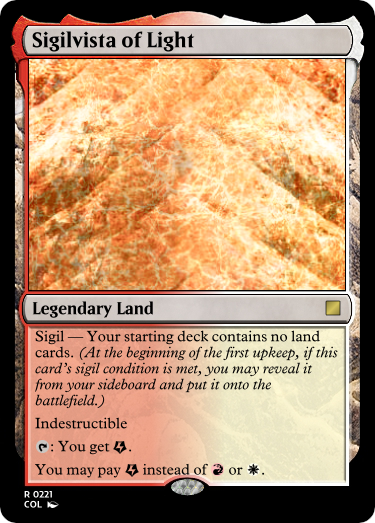 Sigilvista of Light
Legendary Land
Sigil — Your starting deck contains no land
cards. (At the beginning of the first upkeep, if this
card's sigil condition is met, you may reveal it
from your sideboard and put it onto the
battlefield.)
Indestructible
: You get .
You may pay  instead of  or .
R 0221
COL